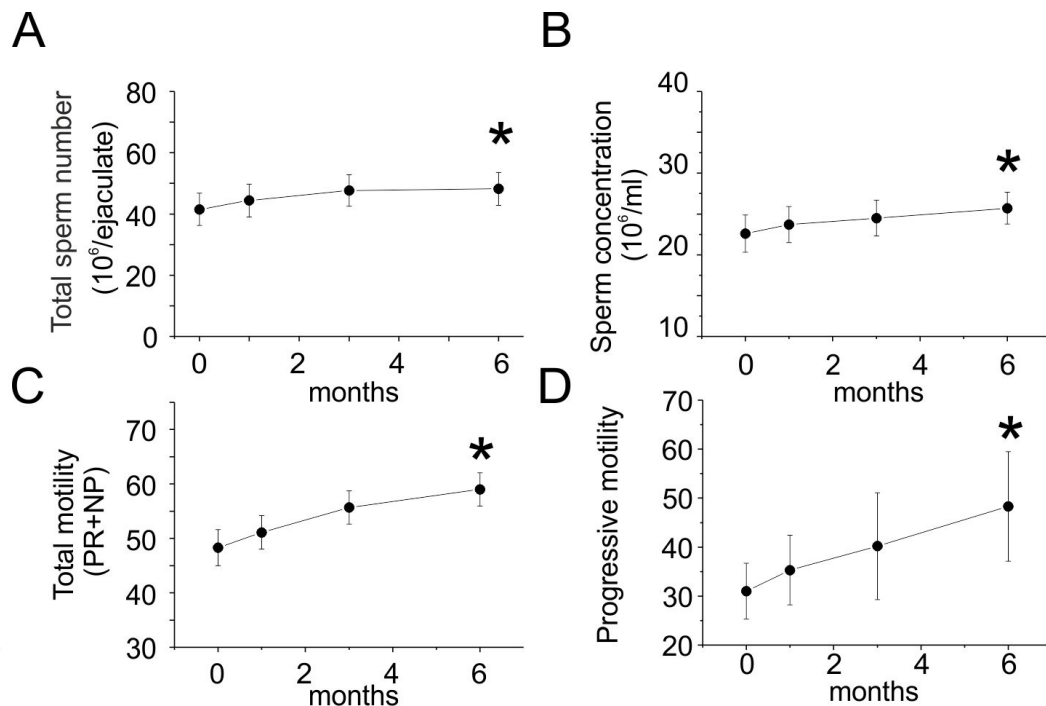 A
Total sperm number
(10⁶/ejaculate)
80
60
40
20
0
*
0 2 4 6
months
B
Sperm concentration
(10⁶/ml)
40
30
20
10
*
0 2 4 6
months
C
Total motility
(PR+NP)
70
60
50
40
30
*
0 2 4 6
months
D
Progressive motility
70
60
50
40
30
20
*
0 2 4 6
months